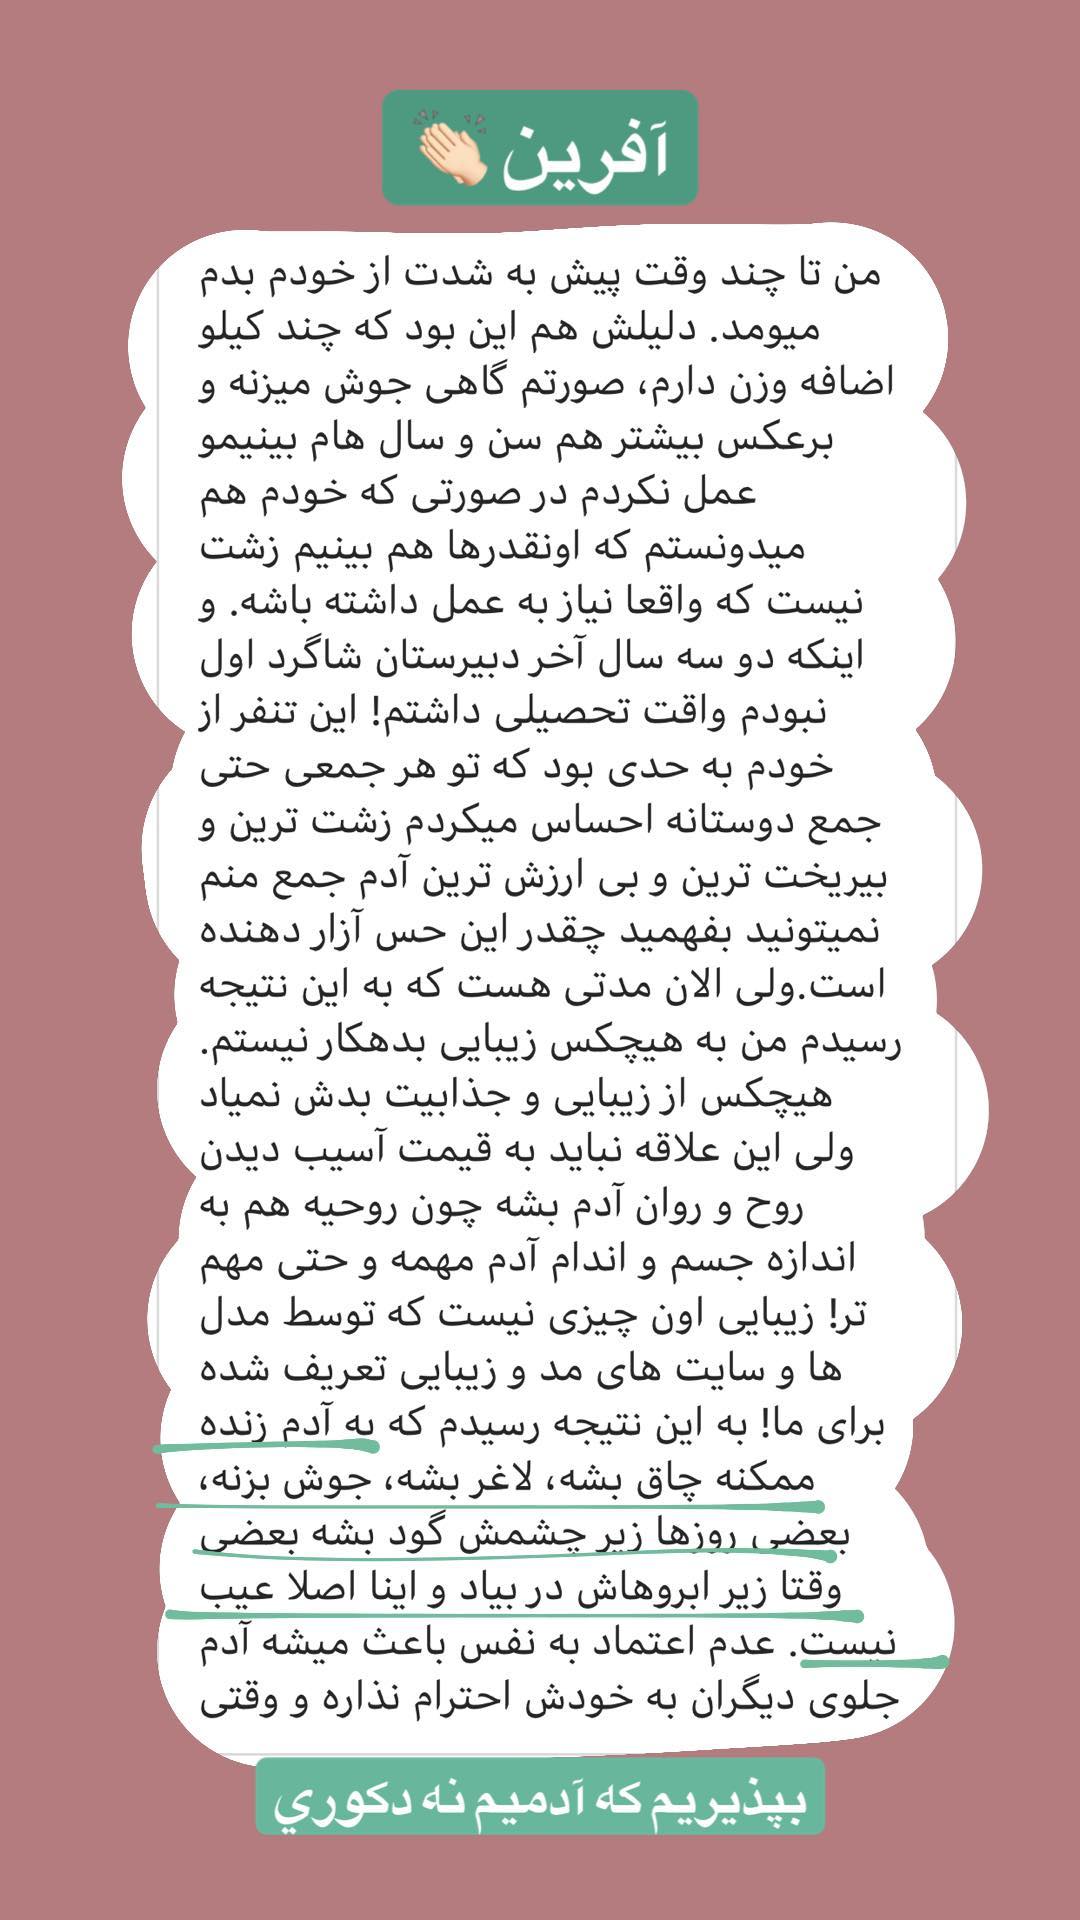 آفرین 👏🏻
من تا چند وقت پیش به شدت از خودم بدم
میومد. دلیلش هم این بود که چند کیلو
اضافه وزن دارم، صورتم گاهی جوش میزنه و
برعکس بیشتر هم سن و سال هام بینیمو
عمل نکردم در صورتی که خودم هم
میدونستم که اونقدرها هم بینیم زشت
نیست که واقعا نیاز به عمل داشته باشه. و
اینکه دو سه سال آخر دبیرستان شاگرد اول
نبودم واقت تحصیلی داشتم! این تنفر از
خودم به حدی بود که تو هر جمعی حتی
جمع دوستانه احساس میکردم زشت ترین و
بیریخت ترین و بی ارزش ترین آدم جمع منم
نمیتونید بفهمید چقدر این حس آزار دهنده
است.ولی الان مدتی هست که به این نتیجه
رسیدم من به هیچکس زیبایی بدهکار نیستم.
هیچکس از زیبایی و جذابیت بدش نمیاد
ولی این علاقه نباید به قیمت آسیب دیدن
روح و روان آدم بشه چون روحیه هم به
اندازه جسم و اندام آدم مهمه و حتی مهم
تر! زیبایی اون چیزی نیست که توسط مدل
ها و سایت های مد و زیبایی تعریف شده
برای ما! به این نتیجه رسیدم که به آدم زنده
ممکنه چاق بشه، لاغر بشه، جوش بزنه،
بعضی روزها زیر چشمش گود بشه بعضی
وقتا زیر ابروهاش در بیاد و اینا اصلا عیب
نیست. عدم اعتماد به نفس باعث میشه آدم
جلوی دیگران به خودش احترام نذاره و وقتی
بپذیریم که آدمیم نه دکوري